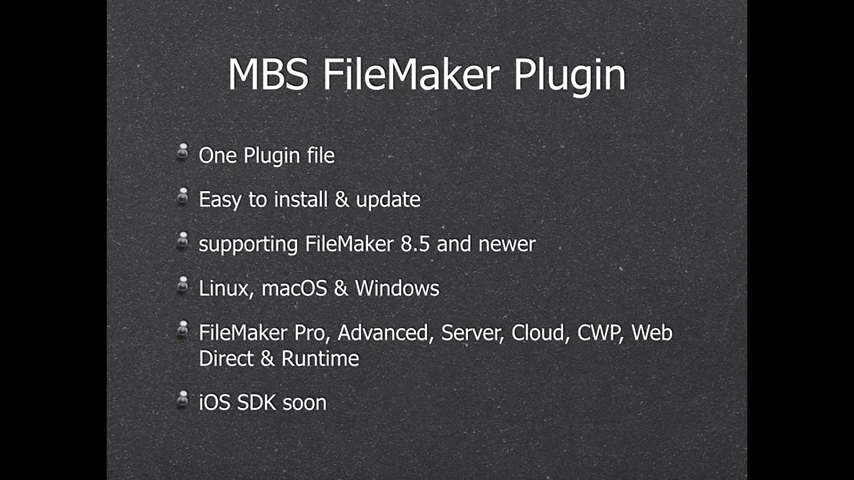 MBS FileMaker Plugin
One Plugin file
Easy to install & update
supporting FileMaker 8.5 and newer
Linux, macOS & Windows
FileMaker Pro, Advanced, Server, Cloud, CWP, Web
Direct & Runtime
iOS SDK soon